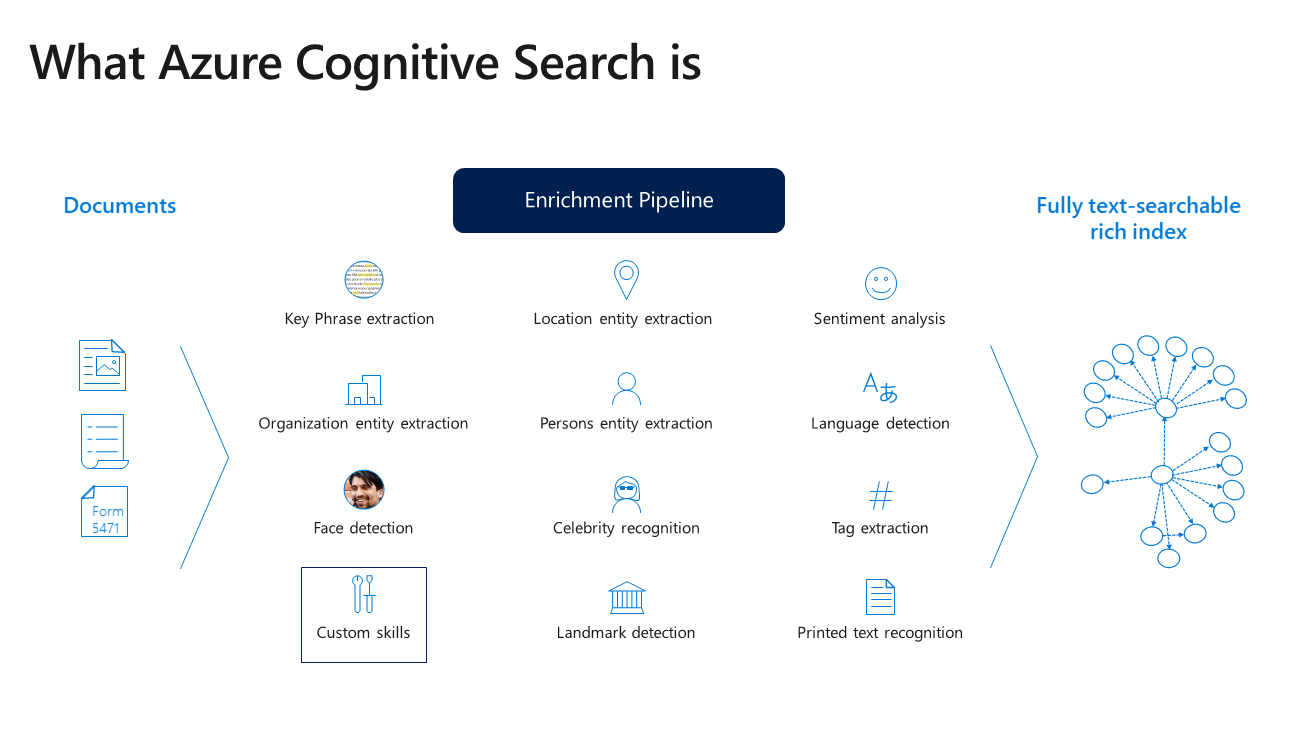 What Azure Cognitive Search is
Documents
Enrichment Pipeline
Fully text-searchable
rich index
Key Phrase extraction
Location entity extraction
Sentiment analysis
Organization entity extraction
Persons entity extraction
A あ
Language detection
Form
5471
Face detection
Celebrity recognition
#
Tag extraction
Custom skills
Landmark detection
Printed text recognition